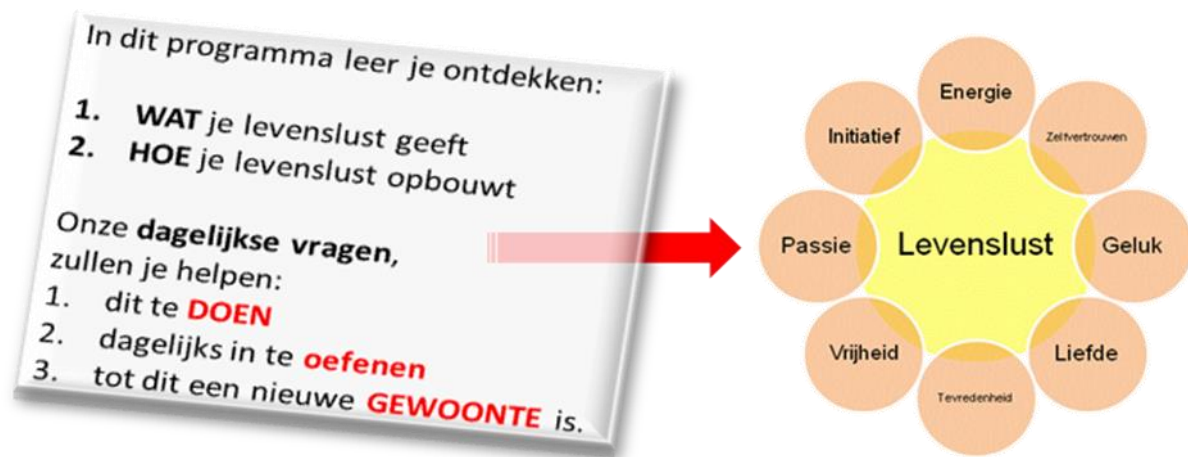 In dit programma leer je ontdekken:
1. WAT je levenslust geeft
2. HOE je levenslust opbouwt
Onze dagelijkse vragen,
zullen je helpen:
1. dit te DOEN
2. dagelijks in te oefenen
3. tot dit een nieuwe GEWOONTE is.
Energie
Initiatief
Zelfvertrouwen
Passie
Levenslust
Geluk
Vrijheid
Liefde
Tevredenheid